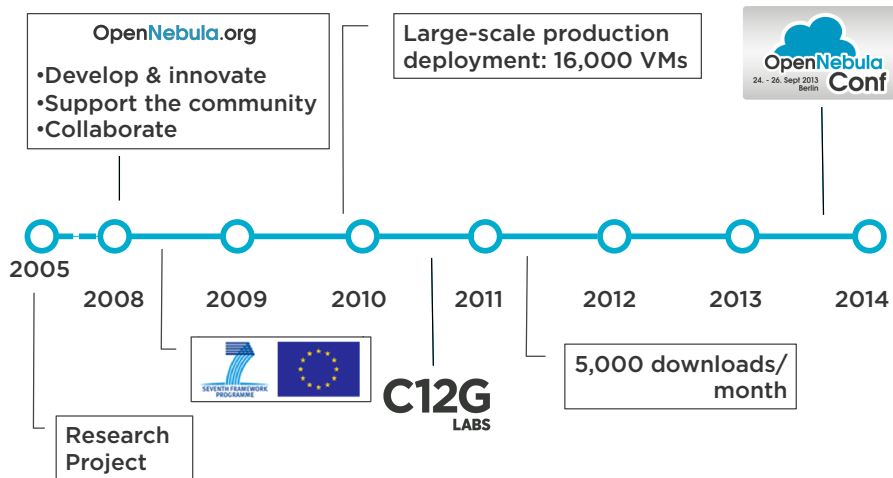 OpenNebula.org
•Develop & innovate
•Support the community
•Collaborate
Large-scale production
deployment: 16,000 VMs
OpenNebula
24. - 26. Sept 2013
Berlin
Conf
2005
2008
2009
2010
2011
2012
2013
2014
SEVENTH FRAMEWORK
PROGRAMME
C12G
LABS
5,000 downloads/
month
Research
Project